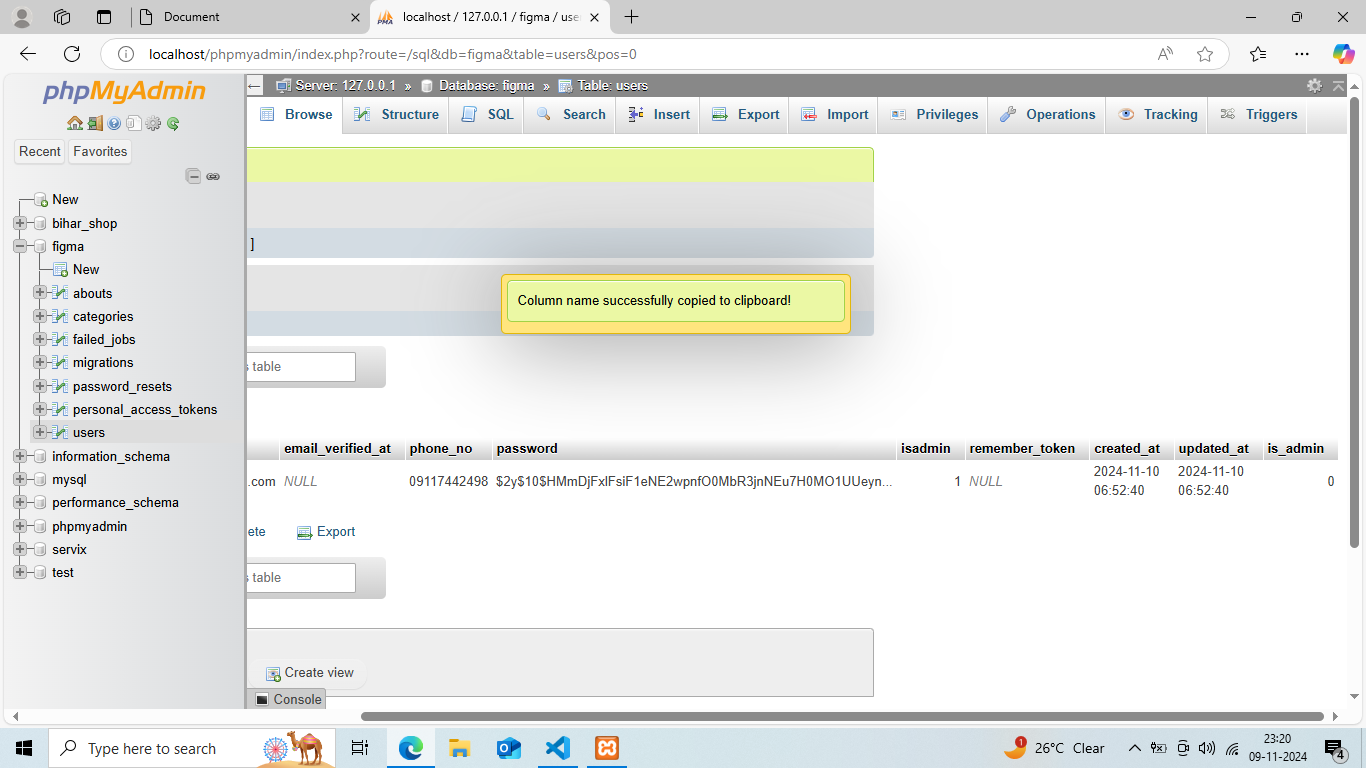 Document
localhost / 127.0.0.1 / figma / use
localhost/phpmyadmin/index.php?route=/sql&db=figma&table=users&pos=0
phpMyAdmin
Recent
Favorites
New
bihar_shop
figma
New
abouts
categories
failed_jobs
migrations
password_resets
personal_access_tokens
users
information_schema
mysql
performance_schema
phpmyadmin
servix
test
Server: 127.0.0.1 » Database: figma » Table: users
Browse Structure SQL Search Insert Export Import Privileges Operations Tracking Triggers
]
Column name successfully copied to clipboard!
s table
email_verified_at phone_no password isadmin remember_token created_at updated_at is_admin
.com NULL 09117442498 $2y$10$HMmDjFxIFsiF1eNE2wpnfO0MbR3jnNEu7H0MO1UUeyn... 1 NULL 2024-11-10 06:52:40 2024-11-10 06:52:40 0
ete Export
s table
Create view
Console
Type here to search
1
26°C Clear
23:20
09-11-2024
4